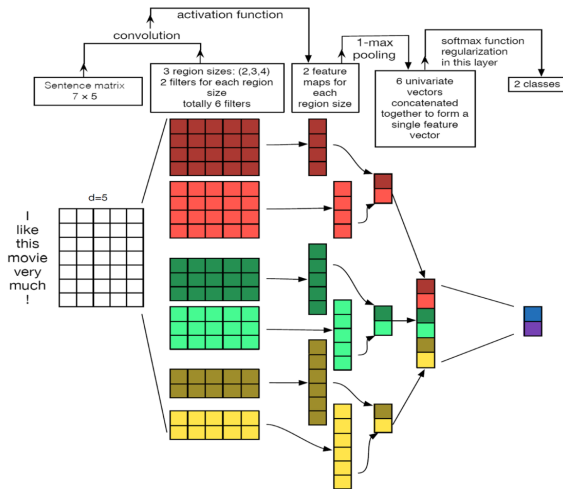 activation function
convolution
1-max
pooling
softmax function
regularization
in this layer
Sentence matrix
7 × 5
3 region sizes: (2,3,4)
2 filters for each region
size
totally 6 filters
2 feature
maps for
each
region size
6 univariate
vectors
concatenated
together to form a
single feature
vector
2 classes
d=5
I
like
this
movie
very
much
!